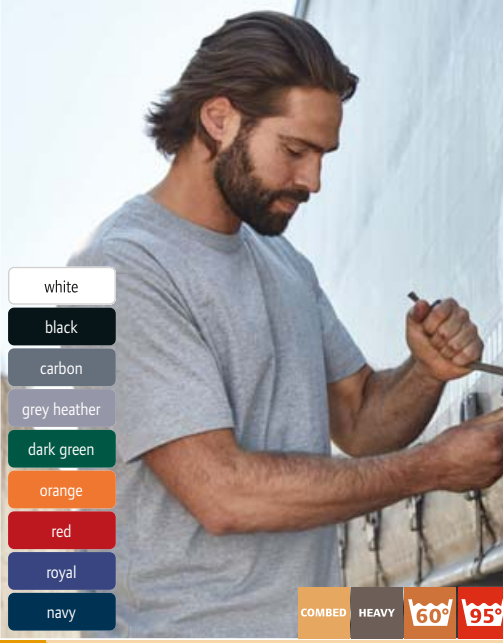 white
black
carbon
grey heather
dark green
orange
red
royal
navy
COMBED HEAVY 60° 95°